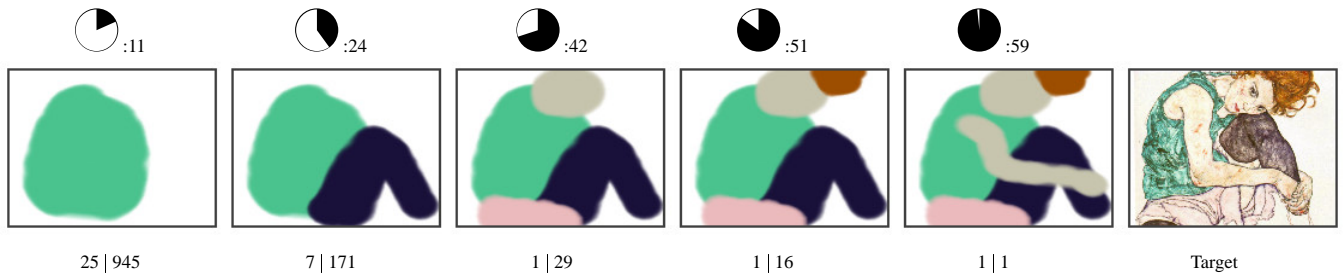 :11 :24 :42 :51 :59
25 | 945 7 | 171 1 | 29 1 | 16 1 | 1 Target